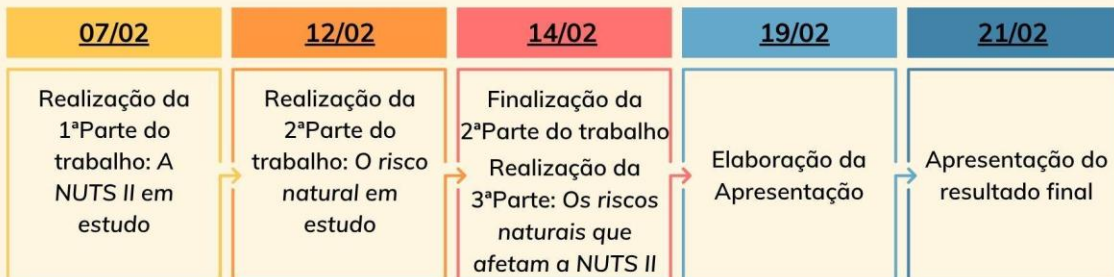 07/02
Realização da
1ªParte do
trabalho: A
NUTS II em
estudo
12/02
Realização da
2ªParte do
trabalho: O risco
natural em
estudo
14/02
Finalização da
2ªParte do trabalho
Realização da
3ªParte: Os riscos
naturais que
afetam a NUTS II
19/02
Elaboração da
Apresentação
21/02
Apresentação do
resultado final